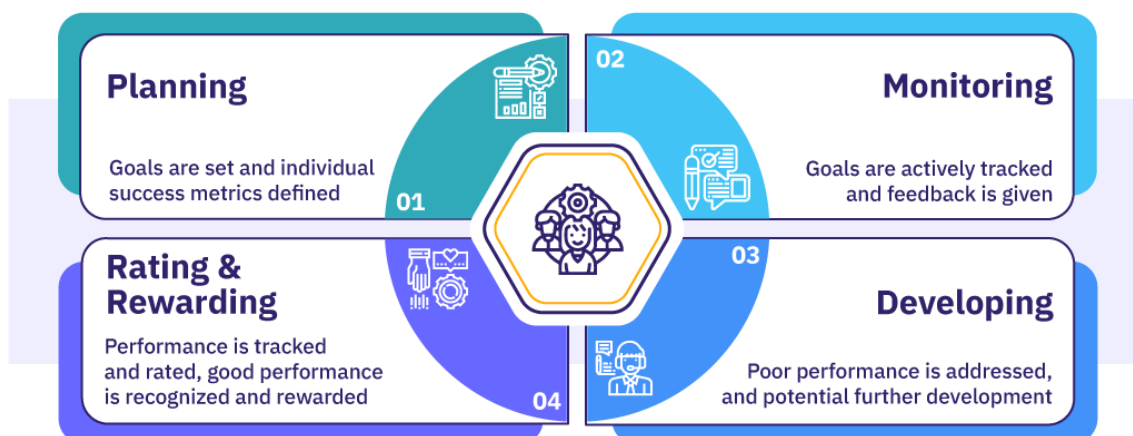 Planning
Goals are set and individual
success metrics defined
01
02
Monitoring
Goals are actively tracked
and feedback is given
03
Developing
Poor performance is addressed,
and potential further development
Rating &
Rewarding
Performance is tracked
and rated, good performance
is recognized and rewarded
04